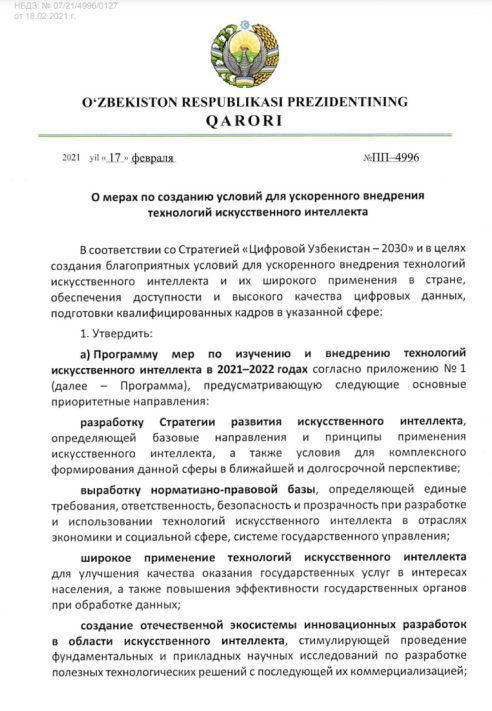 НБДЗ: № 07/21/4996/0127
от 18.02.2021 г.
O‘ZBEKISTON RESPUBLIKASI PREZIDENTINING
QARORI
2021 yil « 17 » февраля №ПП–4996
О мерах по созданию условий для ускоренного внедрения
технологий искусственного интеллекта
В соответствии со Стратегией «Цифровой Узбекистан – 2030» и в целях
создания благоприятных условий для ускоренного внедрения технологий
искусственного интеллекта и их широкого применения в стране,
обеспечения доступности и высокого качества цифровых данных,
подготовки квалифицированных кадров в указанной сфере:
1. Утвердить:
а) Программу мер по изучению и внедрению технологий
искусственного интеллекта в 2021–2022 годах согласно приложению № 1
(далее – Программа), предусматривающую следующие основные
приоритетные направления:
разработку Стратегии развития искусственного интеллекта,
определяющей базовые направления и принципы применения
искусственного интеллекта, а также условия для комплексного
формирования данной сферы в ближайшей и долгосрочной перспективе;
выработку нормативно-правовой базы, определяющей единые
требования, ответственность, безопасность и прозрачность при разработке
и использовании технологий искусственного интеллекта в отраслях
экономики и социальной сфере, системе государственного управления;
широкое применение технологий искусственного интеллекта
для улучшения качества оказания государственных услуг в интересах
населения, а также повышения эффективности государственных органов
при обработке данных;
создание отечественной экосистемы инновационных разработок
в области искусственного интеллекта, стимулирующей проведение
фундаментальных и прикладных научных исследований по разработке
полезных технологических решений с последующей их коммерциализацией;